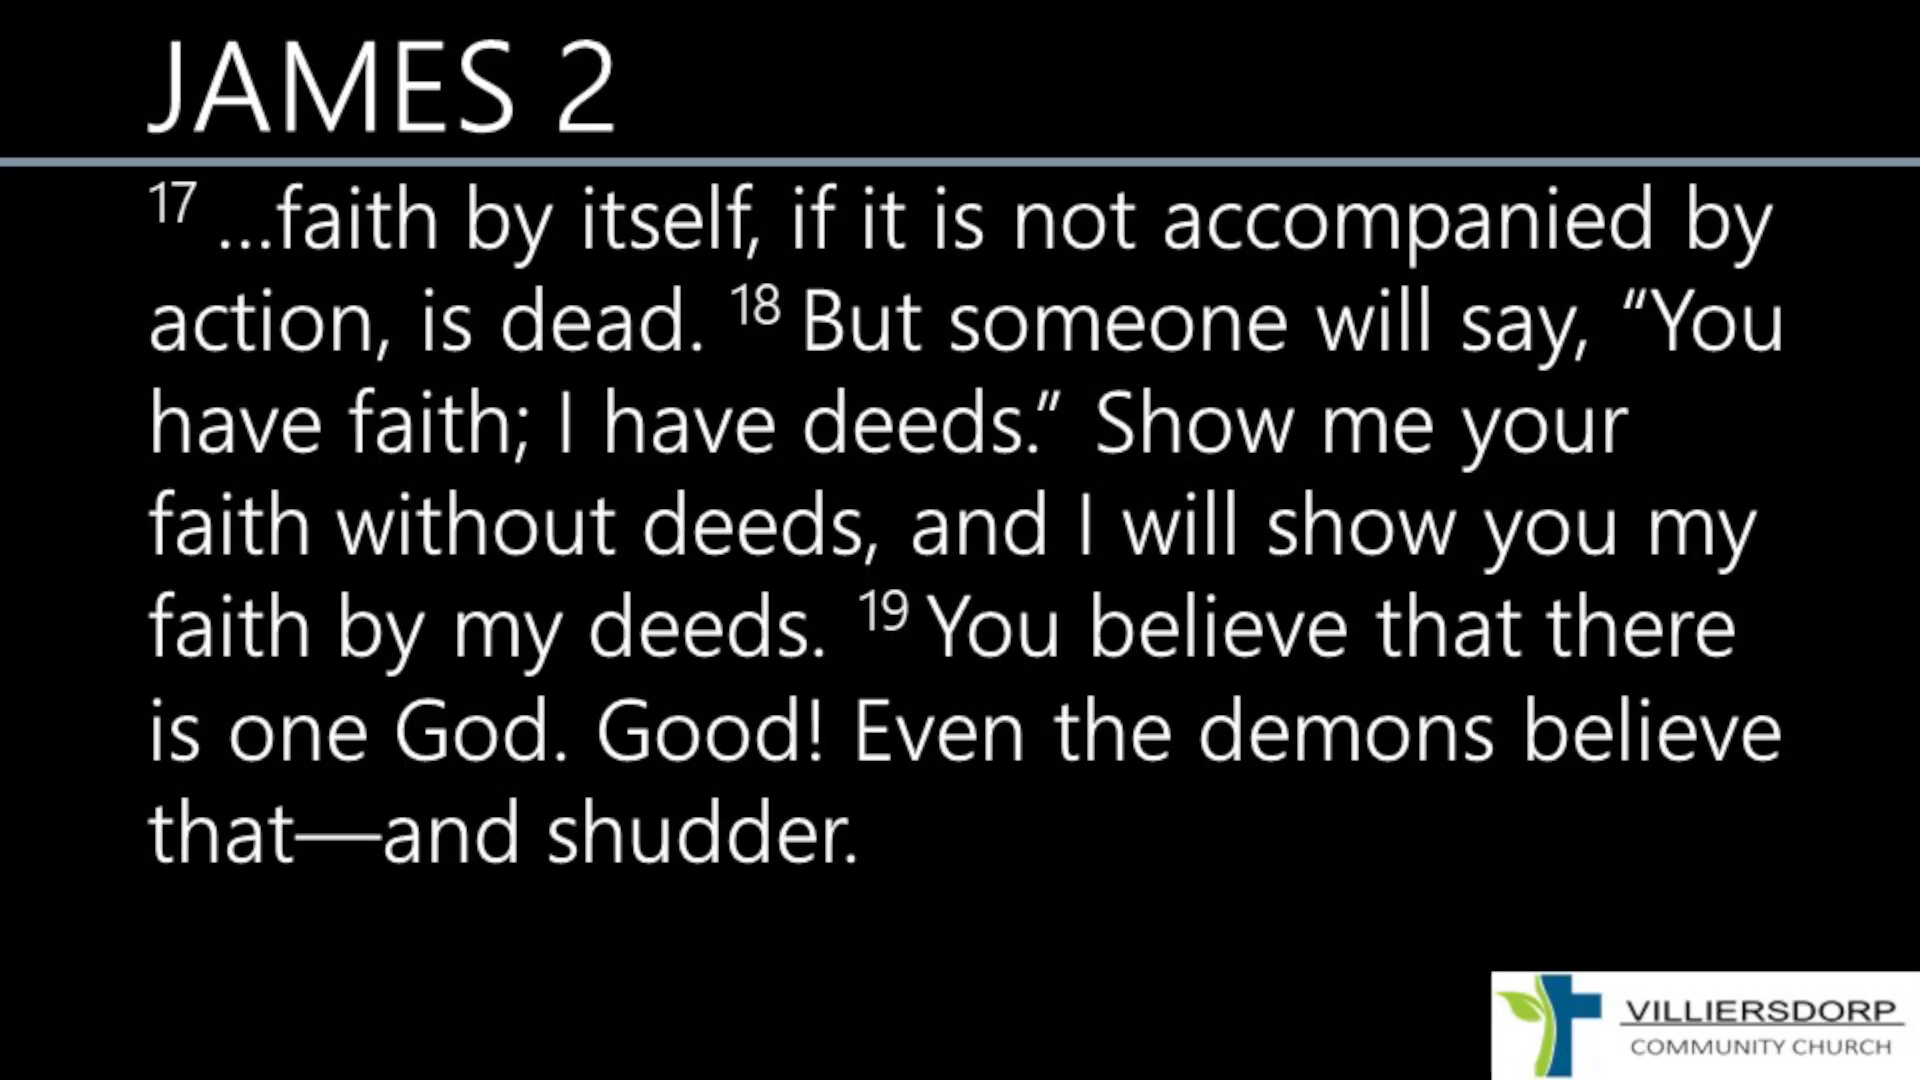 JAMES 2
17 ...faith by itself, if it is not accompanied by
action, is dead. 18 But someone will say, “You
have faith; I have deeds.” Show me your
faith without deeds, and I will show you my
faith by my deeds. 19 You believe that there
is one God. Good! Even the demons believe
that—and shudder.
VILLIERSDORP
COMMUNITY CHURCH